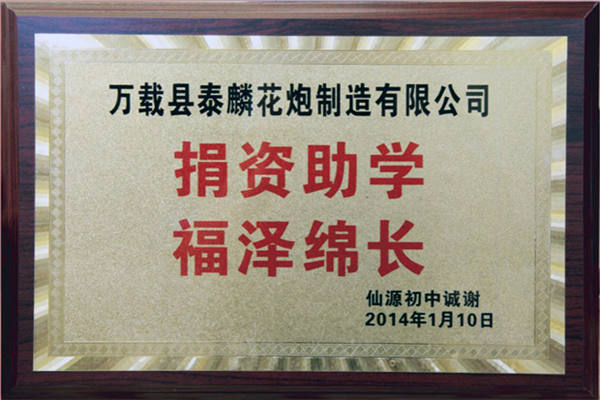 万载县泰麟花炮制造有限公司
捐资助学
福泽绵长
仙源初中诚谢
2014年1月10日